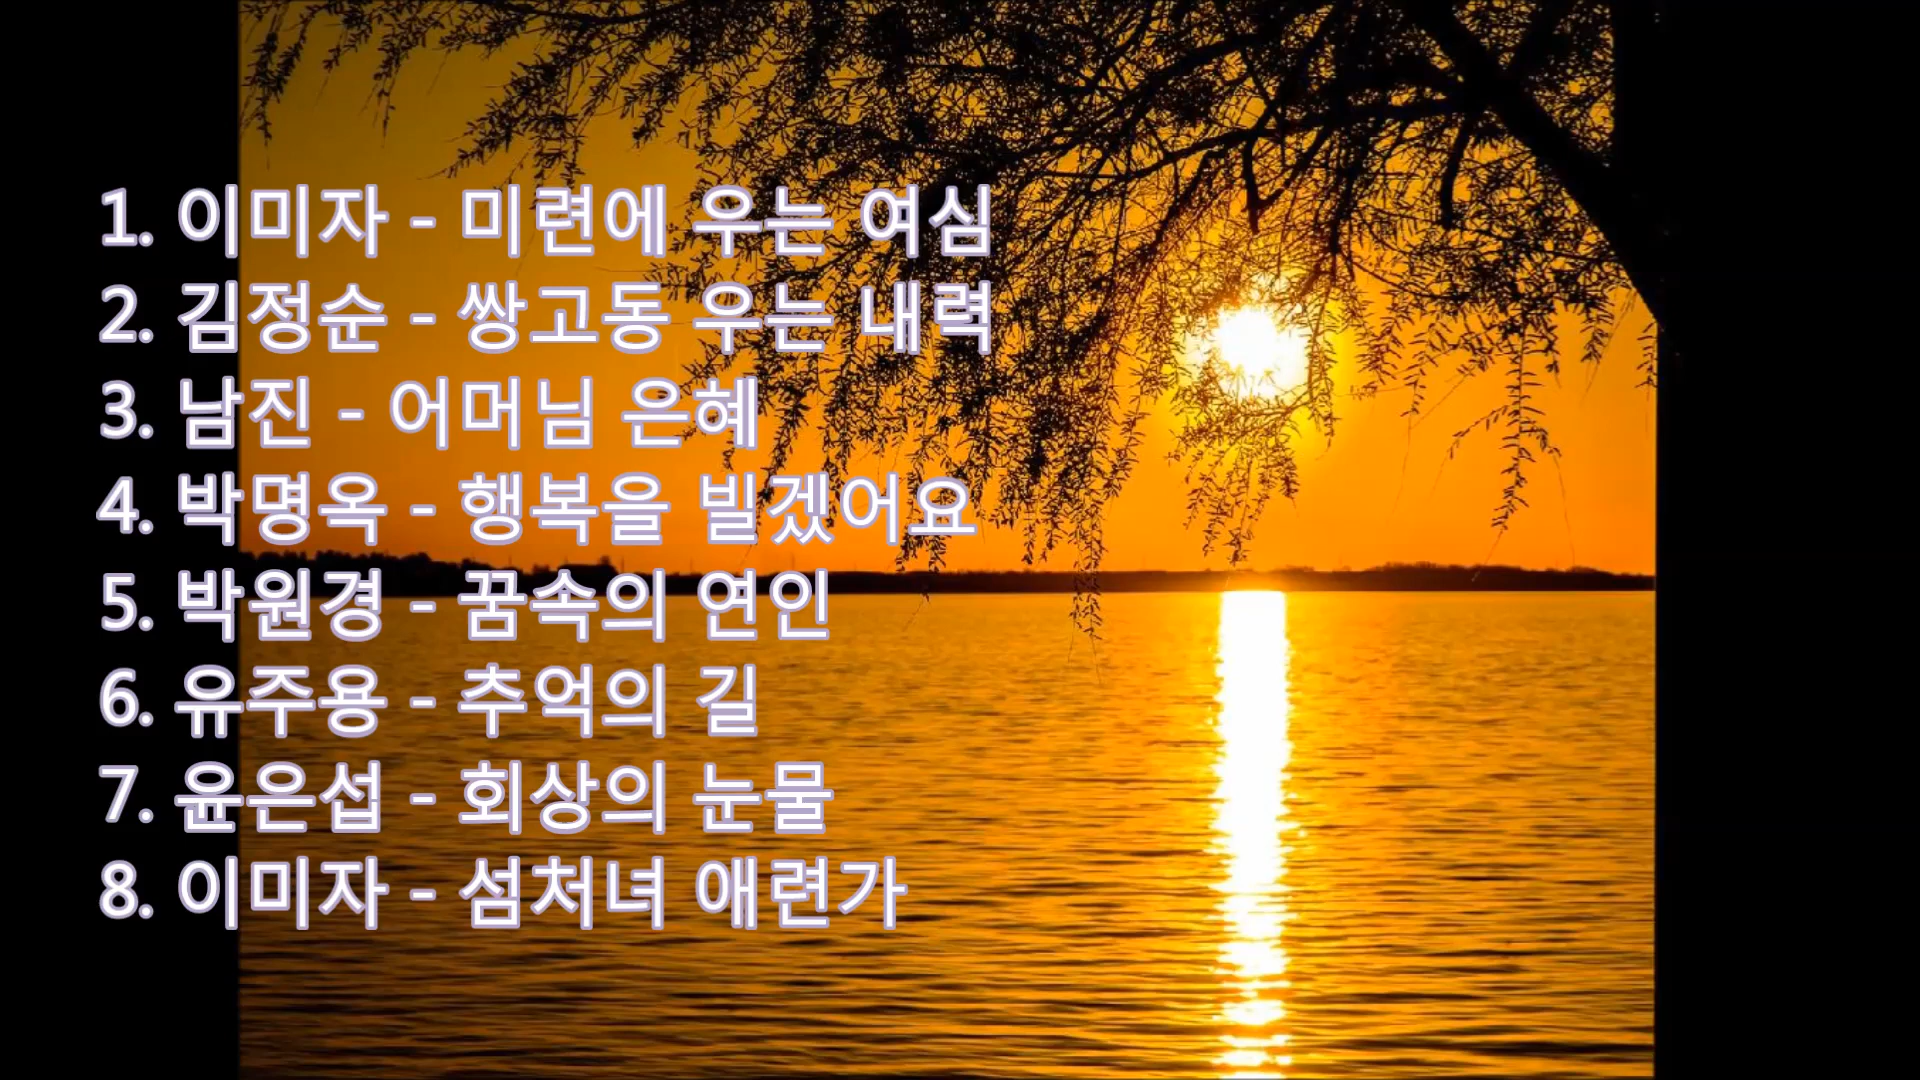 1. 이미자 - 미련에 우는 여심
2. 김정순 - 쌍고동 우는 내력
3. 남진 - 어머님 은혜
4. 박명옥 - 행복을 빌겠어요
5. 박원경 - 꿈속의 연인
6. 유주용 - 추억의 길
7. 윤은섭 - 회상의 눈물
8. 이미자 - 섬처녀 애련가